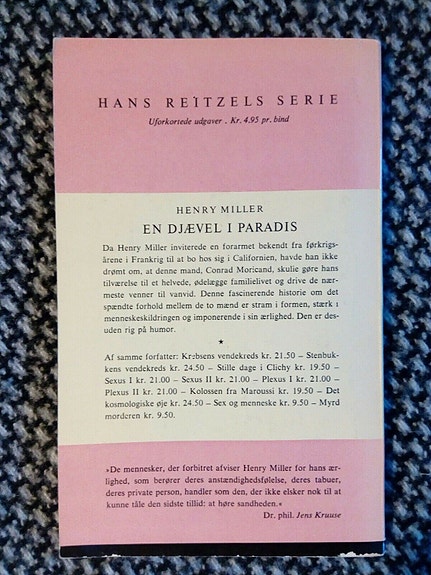 HANS REITZELS SERIE
Uforkortede udgaver . Kr. 4.95 pr. bind
HENRY MILLER
EN DJÆVEL I PARADIS
Da Henry Miller inviterede en forarmet bekendt fra førkrigs-
årene i Frankrig til at bo hos sig i Californien, havde han ikke
drømt om, at denne mand, Conrad Moricand, skulle gøre hans
tilværelse til et helvede, ødelægge familielivet og drive de nær-
meste venner til vanvid. Denne fascinerende historie om det
spændte forhold mellem de to mænd er stram i formen, stærk i
menneskeskildringen og imponerende i sin ærlighed. Den er des-
uden rig på humor.
★
Af samme forfatter: Krebsens vendekreds kr. 21.50 – Stenbuk-
kens vendekreds kr. 24.50 – Stille dage i Clichy kr. 19.50 –
Sexus I kr. 21.00 – Sexus II kr. 21.00 – Plexus I kr. 21.00 –
Plexus II kr. 21.00 – Kolossen fra Maroussi kr. 19.50 – Det
kosmologiske øje kr. 24.50 – Sex og menneske kr. 9.50 – Myrd
morderen kr. 9.50.
»De mennesker, der forbitret afviser Henry Miller for hans ær-
lighed, som berører deres anstændighedsfølelse, deres tabuer,
deres private person, handler som den, der ikke elsker nok til at
kunne tåle den sidste tillid: at høre sandheden.«
Dr. phil. Jens Kruuse